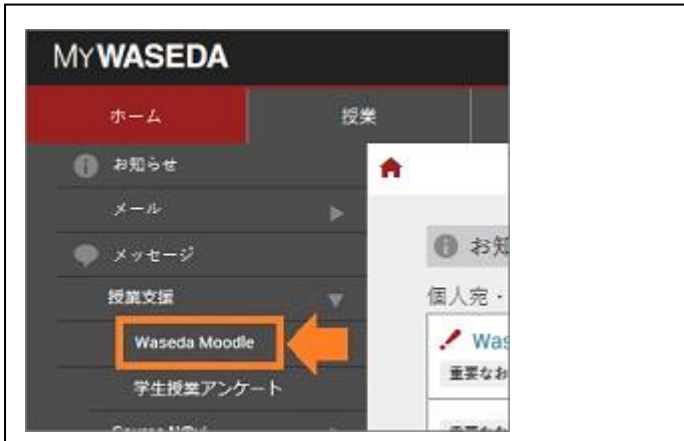 MYWASEDA
ホーム
授業
お知らせ
メール
メッセージ
授業支援
Waseda Moodle
学生授業アンケート
お知
個人宛・
Was
重要なお